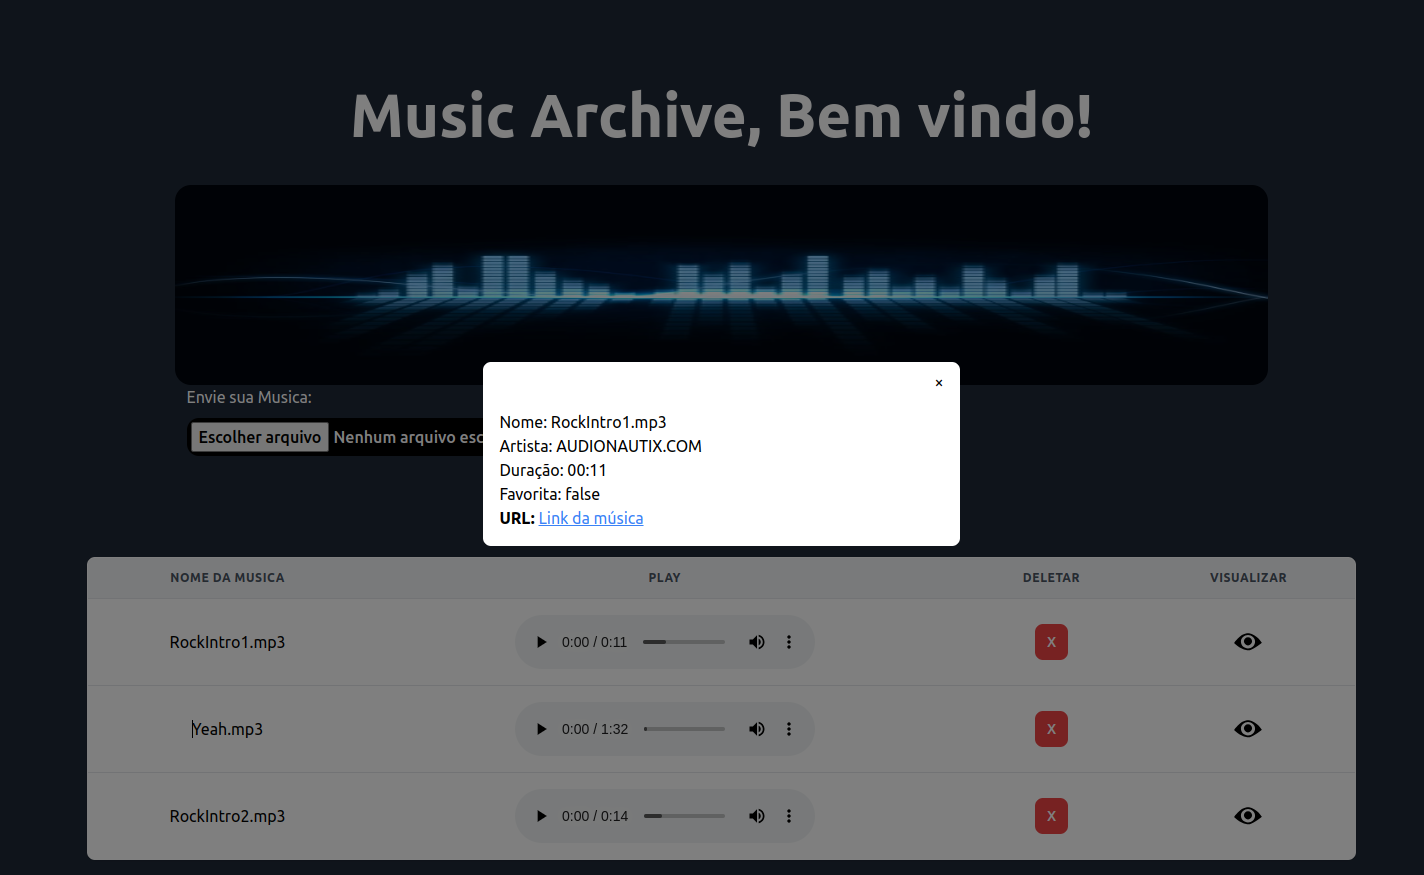 Music Archive, Bem vindo!
Envie sua Musica:
Escolher arquivo Nenhum arquivo esc
×
Nome: RockIntro1.mp3
Artista: AUDIONAUTIX.COM
Duração: 00:11
Favorita: false
URL: Link da música
NOME DA MUSICA PLAY DELETAR VISUALIZAR
RockIntro1.mp3 0:00 / 0:11 X
Yeah.mp3 0:00 / 1:32 X
RockIntro2.mp3 0:00 / 0:14 X